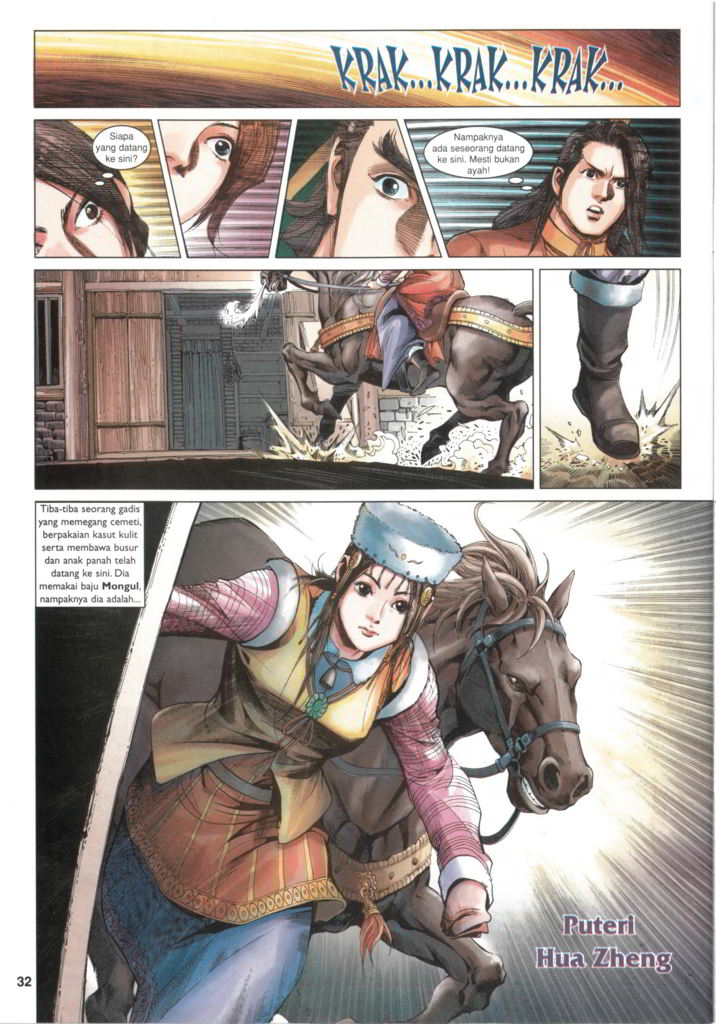 KRAK...KRAK...KRAK...
Siapa
yang datang
ke sini?
Nampaknya
ada seseorang datang
ke sini. Mesti bukan
ayah!
Tiba-tiba seorang gadis
yang memegang cemeti,
berpakaian kasut kulit
serta membawa busur
dan anak panah telah
datang ke sini. Dia
memakai baju Mongul,
nampaknya dia adalah...
Puteri
Hua Zheng
32